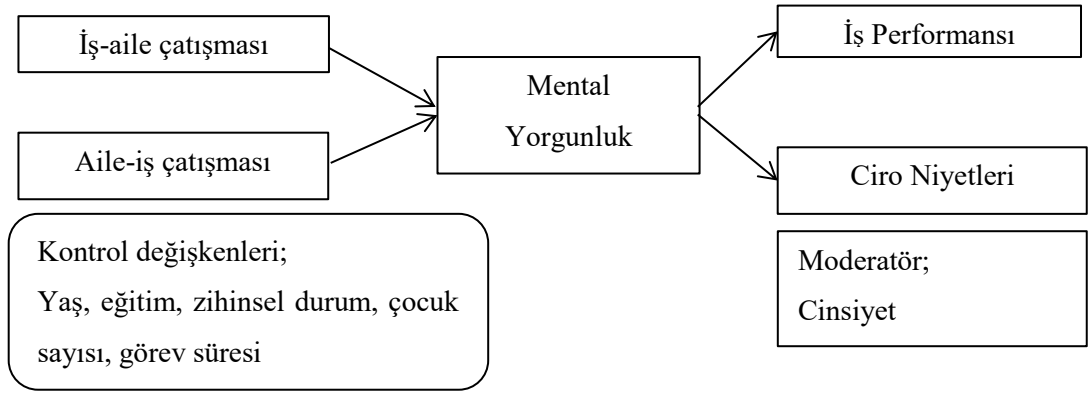 İş-aile çatışması
Aile-iş çatışması
Mental
Yorgunluk
İş Performansı
Ciro Niyetleri
Kontrol değişkenleri;
Yaş, eğitim, zihinsel durum, çocuk
sayısı, görev süresi
Moderatör;
Cinsiyet